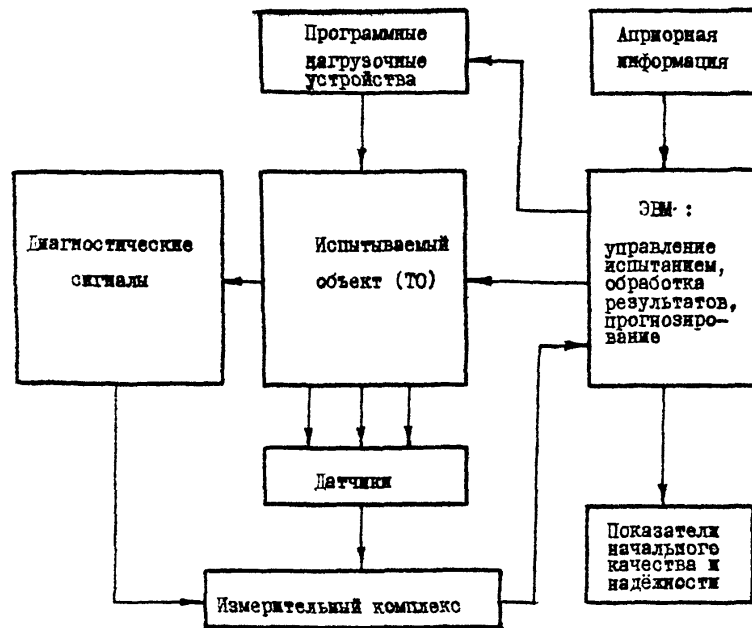 Программные
нагрузочные
устройства
Априорная
информация
Диагностические
сигналы
Испытываемый
объект (ТО)
ЭВМ :
управление
испытанием,
обработка
результатов,
прогнозиро-
вание
Датчики
Показатели
начального
качества и
надёжности
Измерительный комплекс